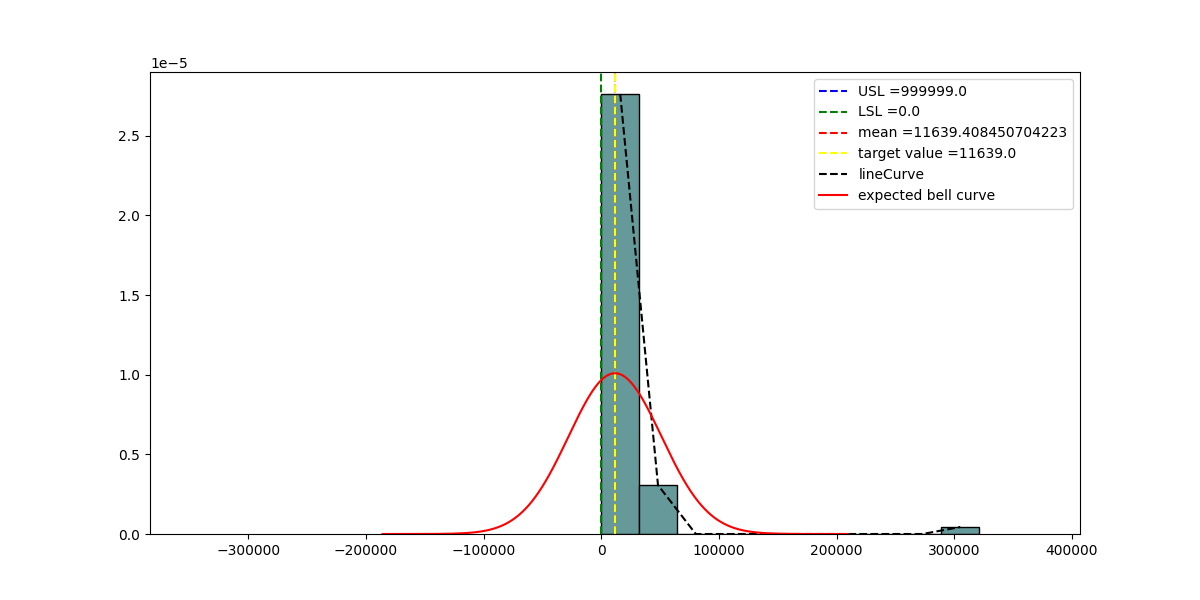 1e−5
USL =999999.0
LSL =0.0
mean =11639.408450704223
target value =11639.0
lineCurve
expected bell curve
2.5
2.0
1.5
1.0
0.5
0.0
−300000
−200000
−100000
0
100000
200000
300000
400000